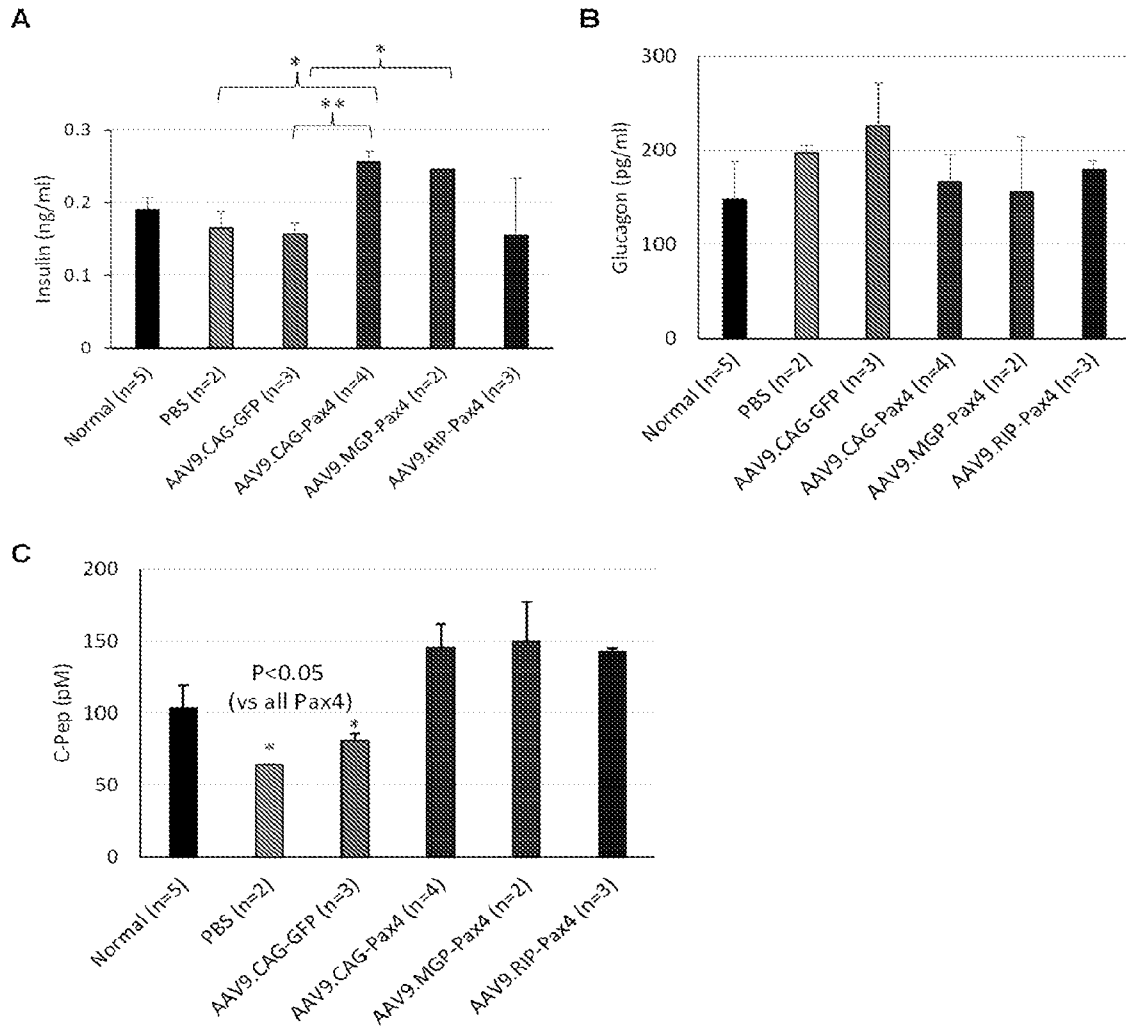 A
*
*
**
0.3
0.2
0.1
0
Insulin (ng/ml)
Normal (n=5)
PBS (n=2)
AAV9.CAG-GFP (n=3)
AAV9.CAG-Pax4 (n=4)
AAV9.MGP-Pax4 (n=2)
AAV9.RIP-Pax4 (n=3)
B
300
200
100
0
Glucagon (pg/ml)
Normal (n=5)
PBS (n=2)
AAV9.CAG-GFP (n=3)
AAV9.CAG-Pax4 (n=4)
AAV9.MGP-Pax4 (n=2)
AAV9.RIP-Pax4 (n=3)
C
200
150
100
50
0
C-Pep (pM)
P<0.05
(vs all Pax4)
*
*
Normal (n=5)
PBS (n=2)
AAV9.CAG-GFP (n=3)
AAV9.CAG-Pax4 (n=4)
AAV9.MGP-Pax4 (n=2)
AAV9.RIP-Pax4 (n=3)